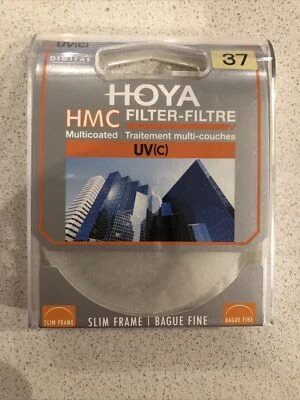 UV(C)
DIGITAL
37
HOYA
HMC FILTER-FILTRE
Multicoated | Traitement multi-couches
UV(C)
SLIM FRAME
SLIM FRAME | BAGUE FINE
BAGUE FINE